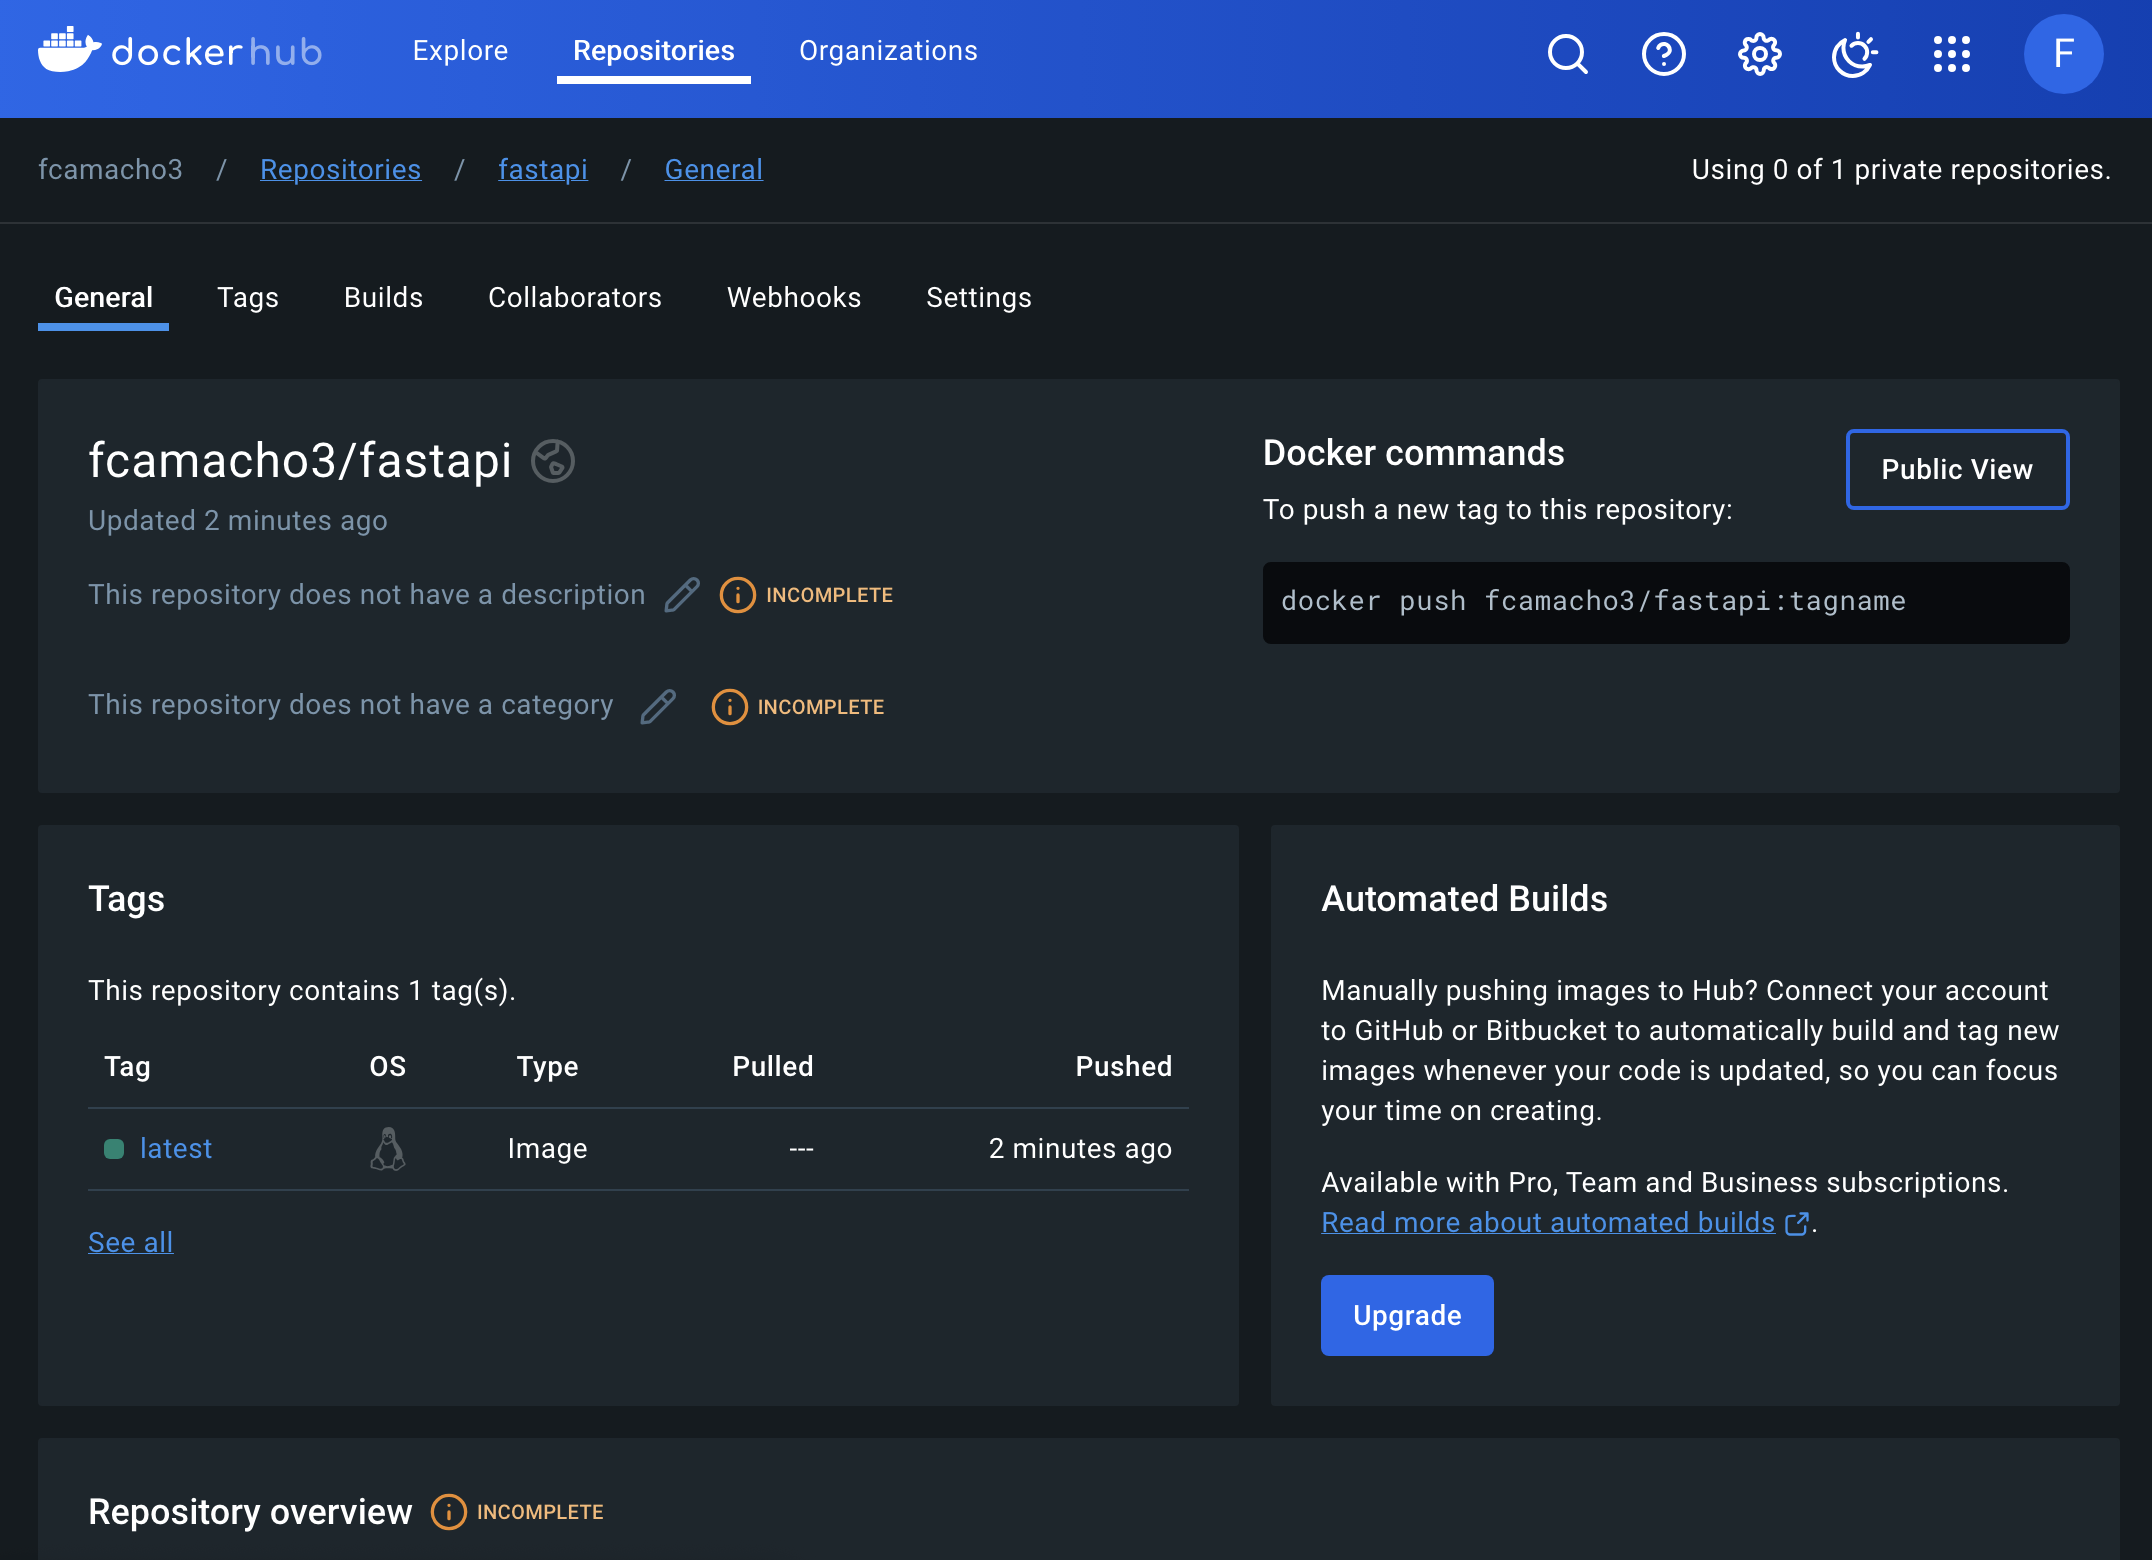 dockerhub
Explore
Repositories
Organizations
F
fcamacho3 / Repositories / fastapi / General
Using 0 of 1 private repositories.
General
Tags
Builds
Collaborators
Webhooks
Settings
fcamacho3/fastapi
Updated 2 minutes ago
This repository does not have a description
INCOMPLETE
This repository does not have a category
INCOMPLETE
Docker commands
To push a new tag to this repository:
Public View
docker push fcamacho3/fastapi:tagname
Tags
This repository contains 1 tag(s).
Tag OS Type Pulled Pushed
latest Image --- 2 minutes ago
See all
Automated Builds
Manually pushing images to Hub? Connect your account
to GitHub or Bitbucket to automatically build and tag new
images whenever your code is updated, so you can focus
your time on creating.
Available with Pro, Team and Business subscriptions.
Read more about automated builds .
Upgrade
Repository overview
INCOMPLETE